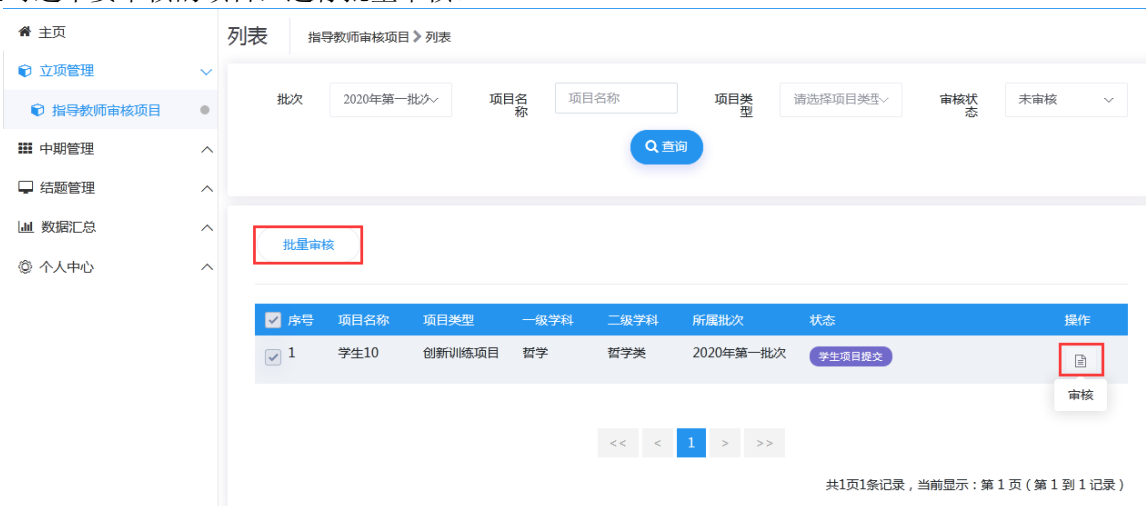 主页
立项管理
指导教师审核项目
中期管理
结题管理
数据汇总
个人中心
列表 指导教师审核项目 列表
批次 2020年第一批次 项目名称 项目名称 项目类型 请选择项目类型 审核状态 未审核
查询
批量审核
序号 项目名称 项目类型 一级学科 二级学科 所属批次 状态 操作
1 学生10 创新训练项目 哲学 哲学类 2020年第一批次 学生项目提交
审核
<< < 1 > >>
共1页1条记录，当前显示：第 1 页 ( 第 1 到 1 记录 )